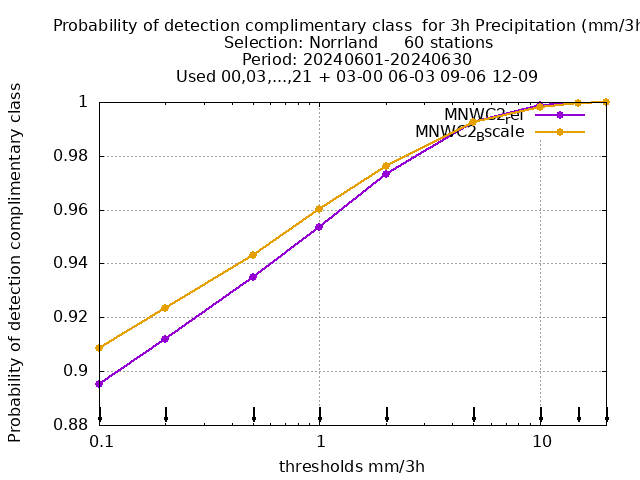 Probability of detection complimentary class  for 3h Precipitation (mm/3h
Selection: Norrland     60 stations
Period: 20240601-20240630
Used 00,03,...,21 + 03-00 06-03 09-06 12-09
Probability of detection complimentary class
1
0.98
0.96
0.94
0.92
0.9
0.88
MNWC2_ref
MNWC2_Bscale
0.1
1
10
thresholds mm/3h